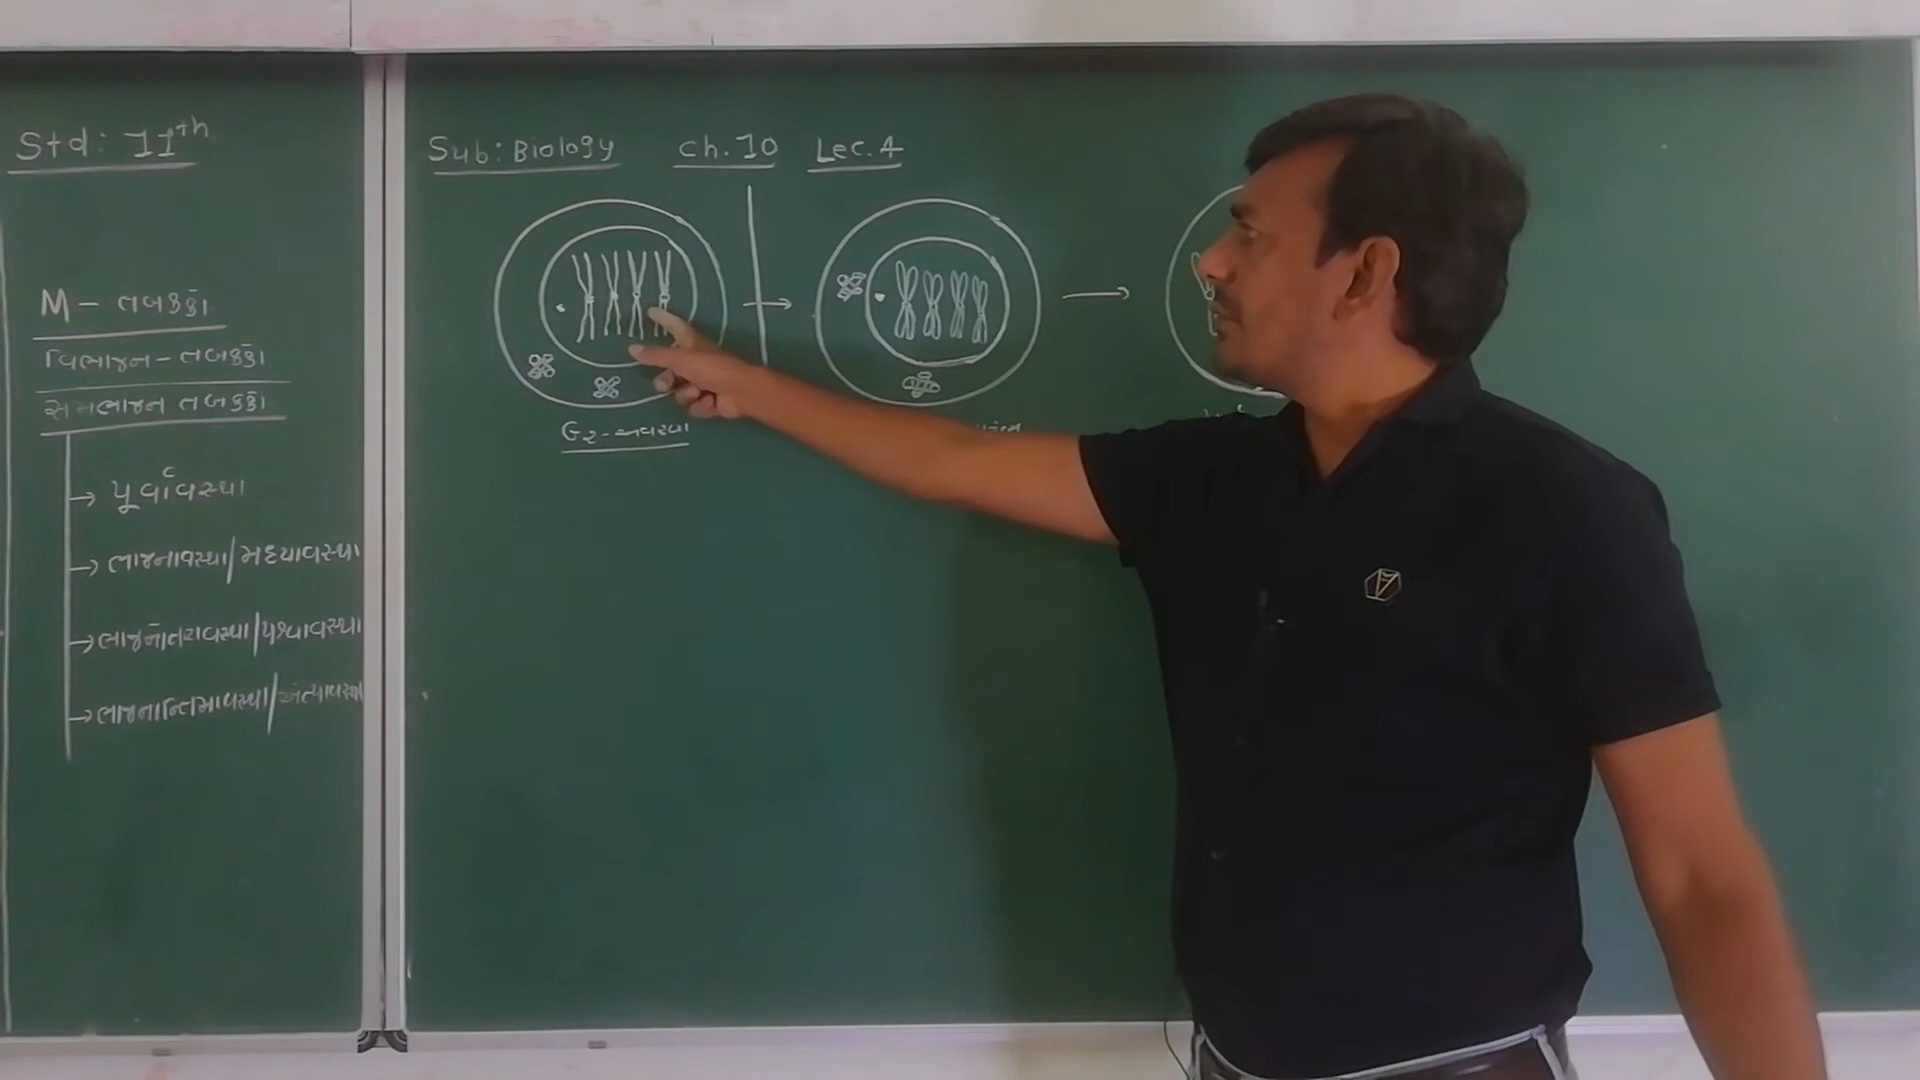 Std: 11th
Sub: Biology Ch. 10 Lec. 4
M - તબક્કો
વિભાજન - તબક્કો
સમભાજન તબક્કો
→ પૂર્વાવસ્થા
→ ભાજનાવસ્થા/મધ્યાવસ્થા
→ ભાજનોત્તરાવસ્થા/પશ્ચાવસ્થા
→ ભાજનાન્તિમાવસ્થા/અંત્યાવસ્થા
G2 - અવસ્થા